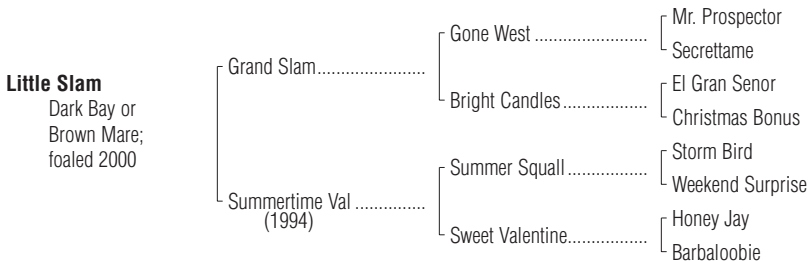 Little Slam
Dark Bay or
Brown Mare;
foaled 2000
Grand Slam.......................
Summertime Val ...............
(1994)
Gone West ........................
Bright Candles..................
Summer Squall.................
Sweet Valentine.................
Mr. Prospector
Secrettame
El Gran Senor
Christmas Bonus
Storm Bird
Weekend Surprise
Honey Jay
Barbaloobie